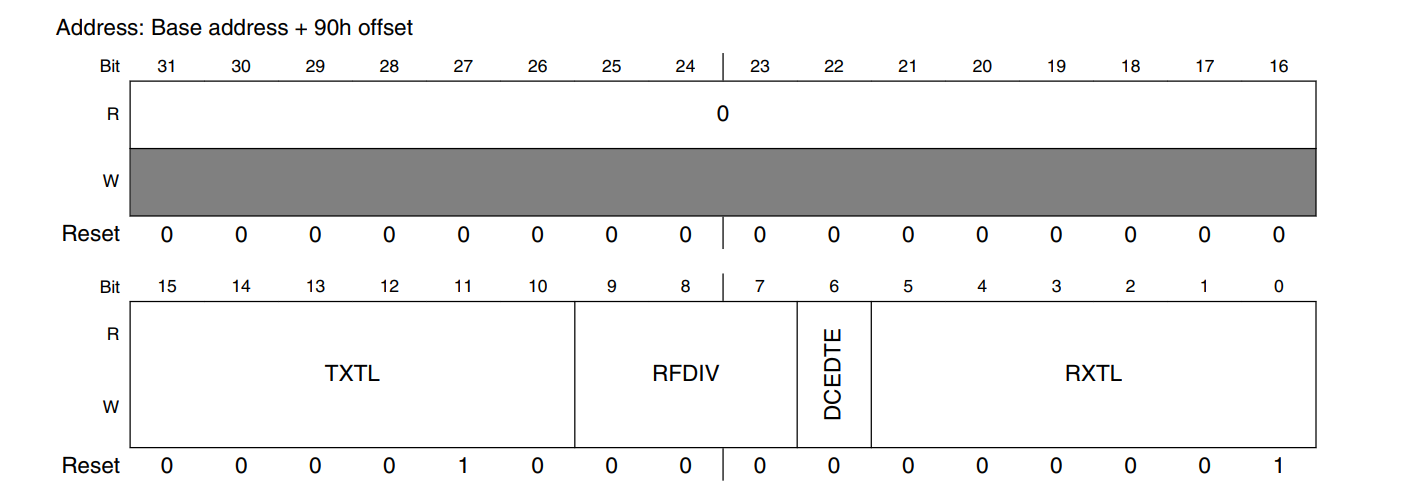 Address: Base address + 90h offset
Bit 31 30 29 28 27 26 25 24 23 22 21 20 19 18 17 16
R 0
W
Reset 0 0 0 0 0 0 0 0 0 0 0 0 0 0 0 0
Bit 15 14 13 12 11 10 9 8 7 6 5 4 3 2 1 0
R
TXTL RFDIV DCEDTE RXTL
W
Reset 0 0 0 0 1 0 0 0 0 0 0 0 0 0 0 1